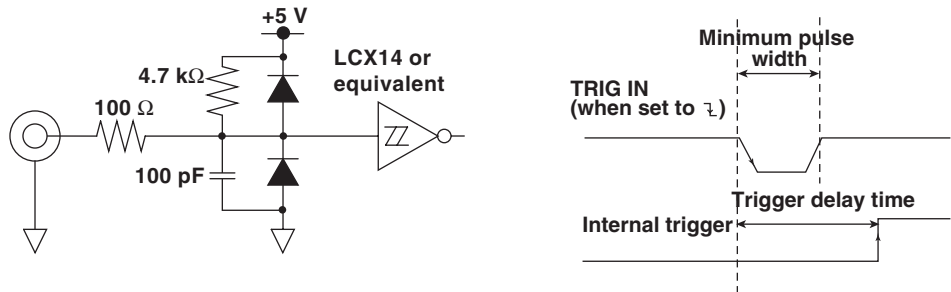 +5 V
LCX14 or
equivalent
4.7 kΩ
100 Ω
100 pF
Minimum pulse
width
TRIG IN
(when set to )
Trigger delay time
Internal trigger